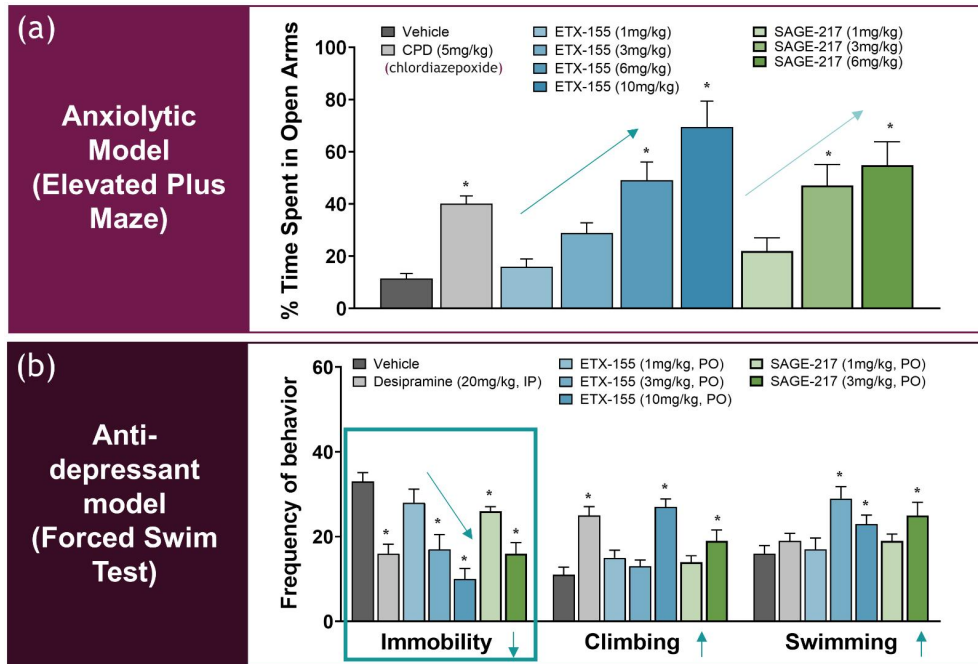 (a)
Anxiolytic
Model
(Elevated Plus
Maze)
% Time Spent in Open Arms
100
80
60
40
20
0
Vehicle
CPD (5mg/kg)
(chlordiazepoxide)
ETX-155 (1mg/kg)
ETX-155 (3mg/kg)
ETX-155 (6mg/kg)
ETX-155 (10mg/kg)
SAGE-217 (1mg/kg)
SAGE-217 (3mg/kg)
SAGE-217 (6mg/kg)
* * * * *
(b)
Anti-
depressant
model
(Forced Swim
Test)
Frequency of behavior
60
40
20
0
Vehicle
Desipramine (20mg/kg, IP)
ETX-155 (1mg/kg, PO)
ETX-155 (3mg/kg, PO)
ETX-155 (10mg/kg, PO)
SAGE-217 (1mg/kg, PO)
SAGE-217 (3mg/kg, PO)
* * * * * * * * * * *
Immobility ↓
Climbing ↑
Swimming ↑